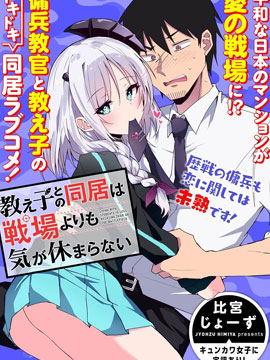 平和な日本のマンションが
愛の戦場に!?
傭兵教官と教え子の
ドキドキ
同居ラブコメ!
歴戦の傭兵も
恋に関しては
未熟です!
教え子との同居は
戦場よりも
気が休まらない
比宮
じょーず
JYOHZU HIMIYA presents
キュンカワ女子に